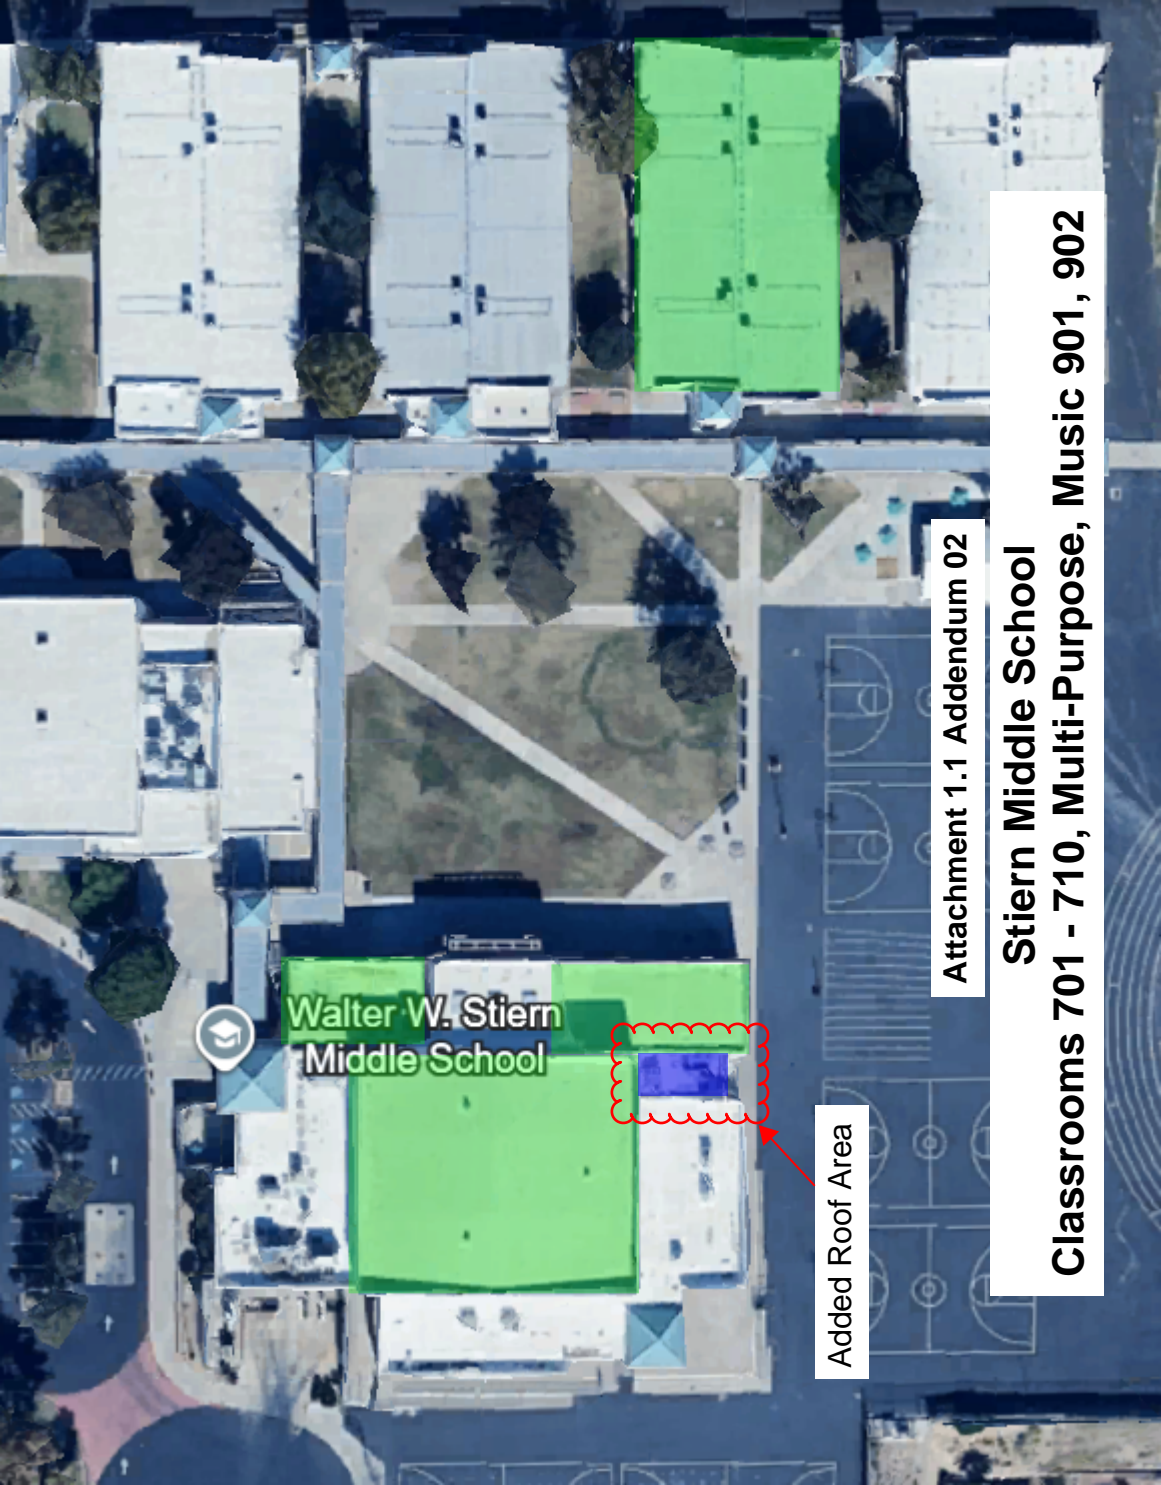 Attachment 1.1 Addendum 02
Stiern Middle School
Classrooms 701 - 710, Multi-Purpose, Music 901, 902
Walter W. Stiern
Middle School
Added Roof Area